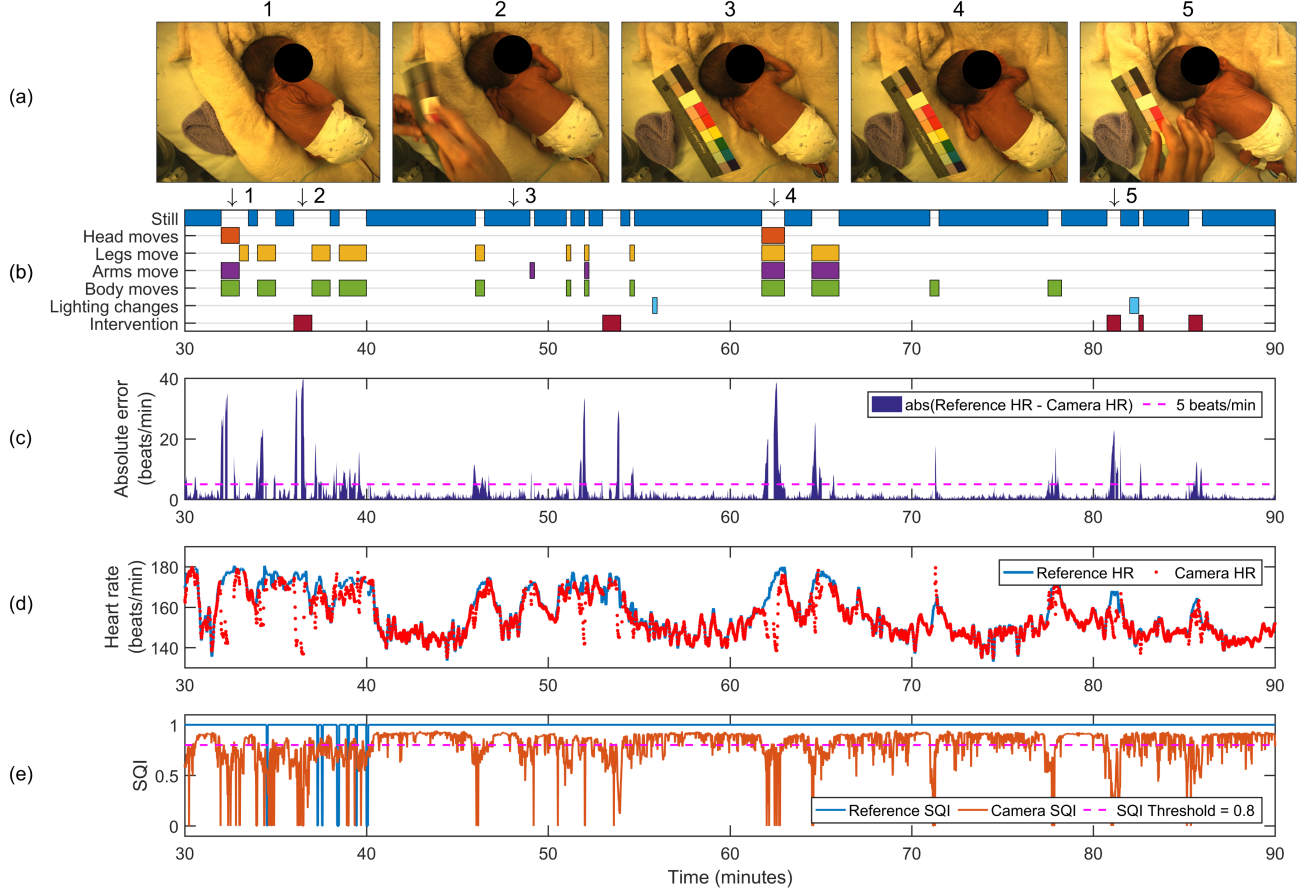 1 2 3 4 5
(a)
↓ 1 ↓ 2 ↓ 3 ↓ 4 ↓ 5
(b)
Still
Head moves
Legs move
Arms move
Body moves
Lighting changes
Intervention
30 40 50 60 70 80 90
(c)
Absolute error
(beats/min)
40
20
0
abs(Reference HR - Camera HR) 5 beats/min
30 40 50 60 70 80 90
(d)
Heart rate
(beats/min)
180
160
140
Reference HR Camera HR
30 40 50 60 70 80 90
(e)
SQI
1
0.5
0
Reference SQI Camera SQI SQI Threshold = 0.8
30 40 50 60 70 80 90
Time (minutes)